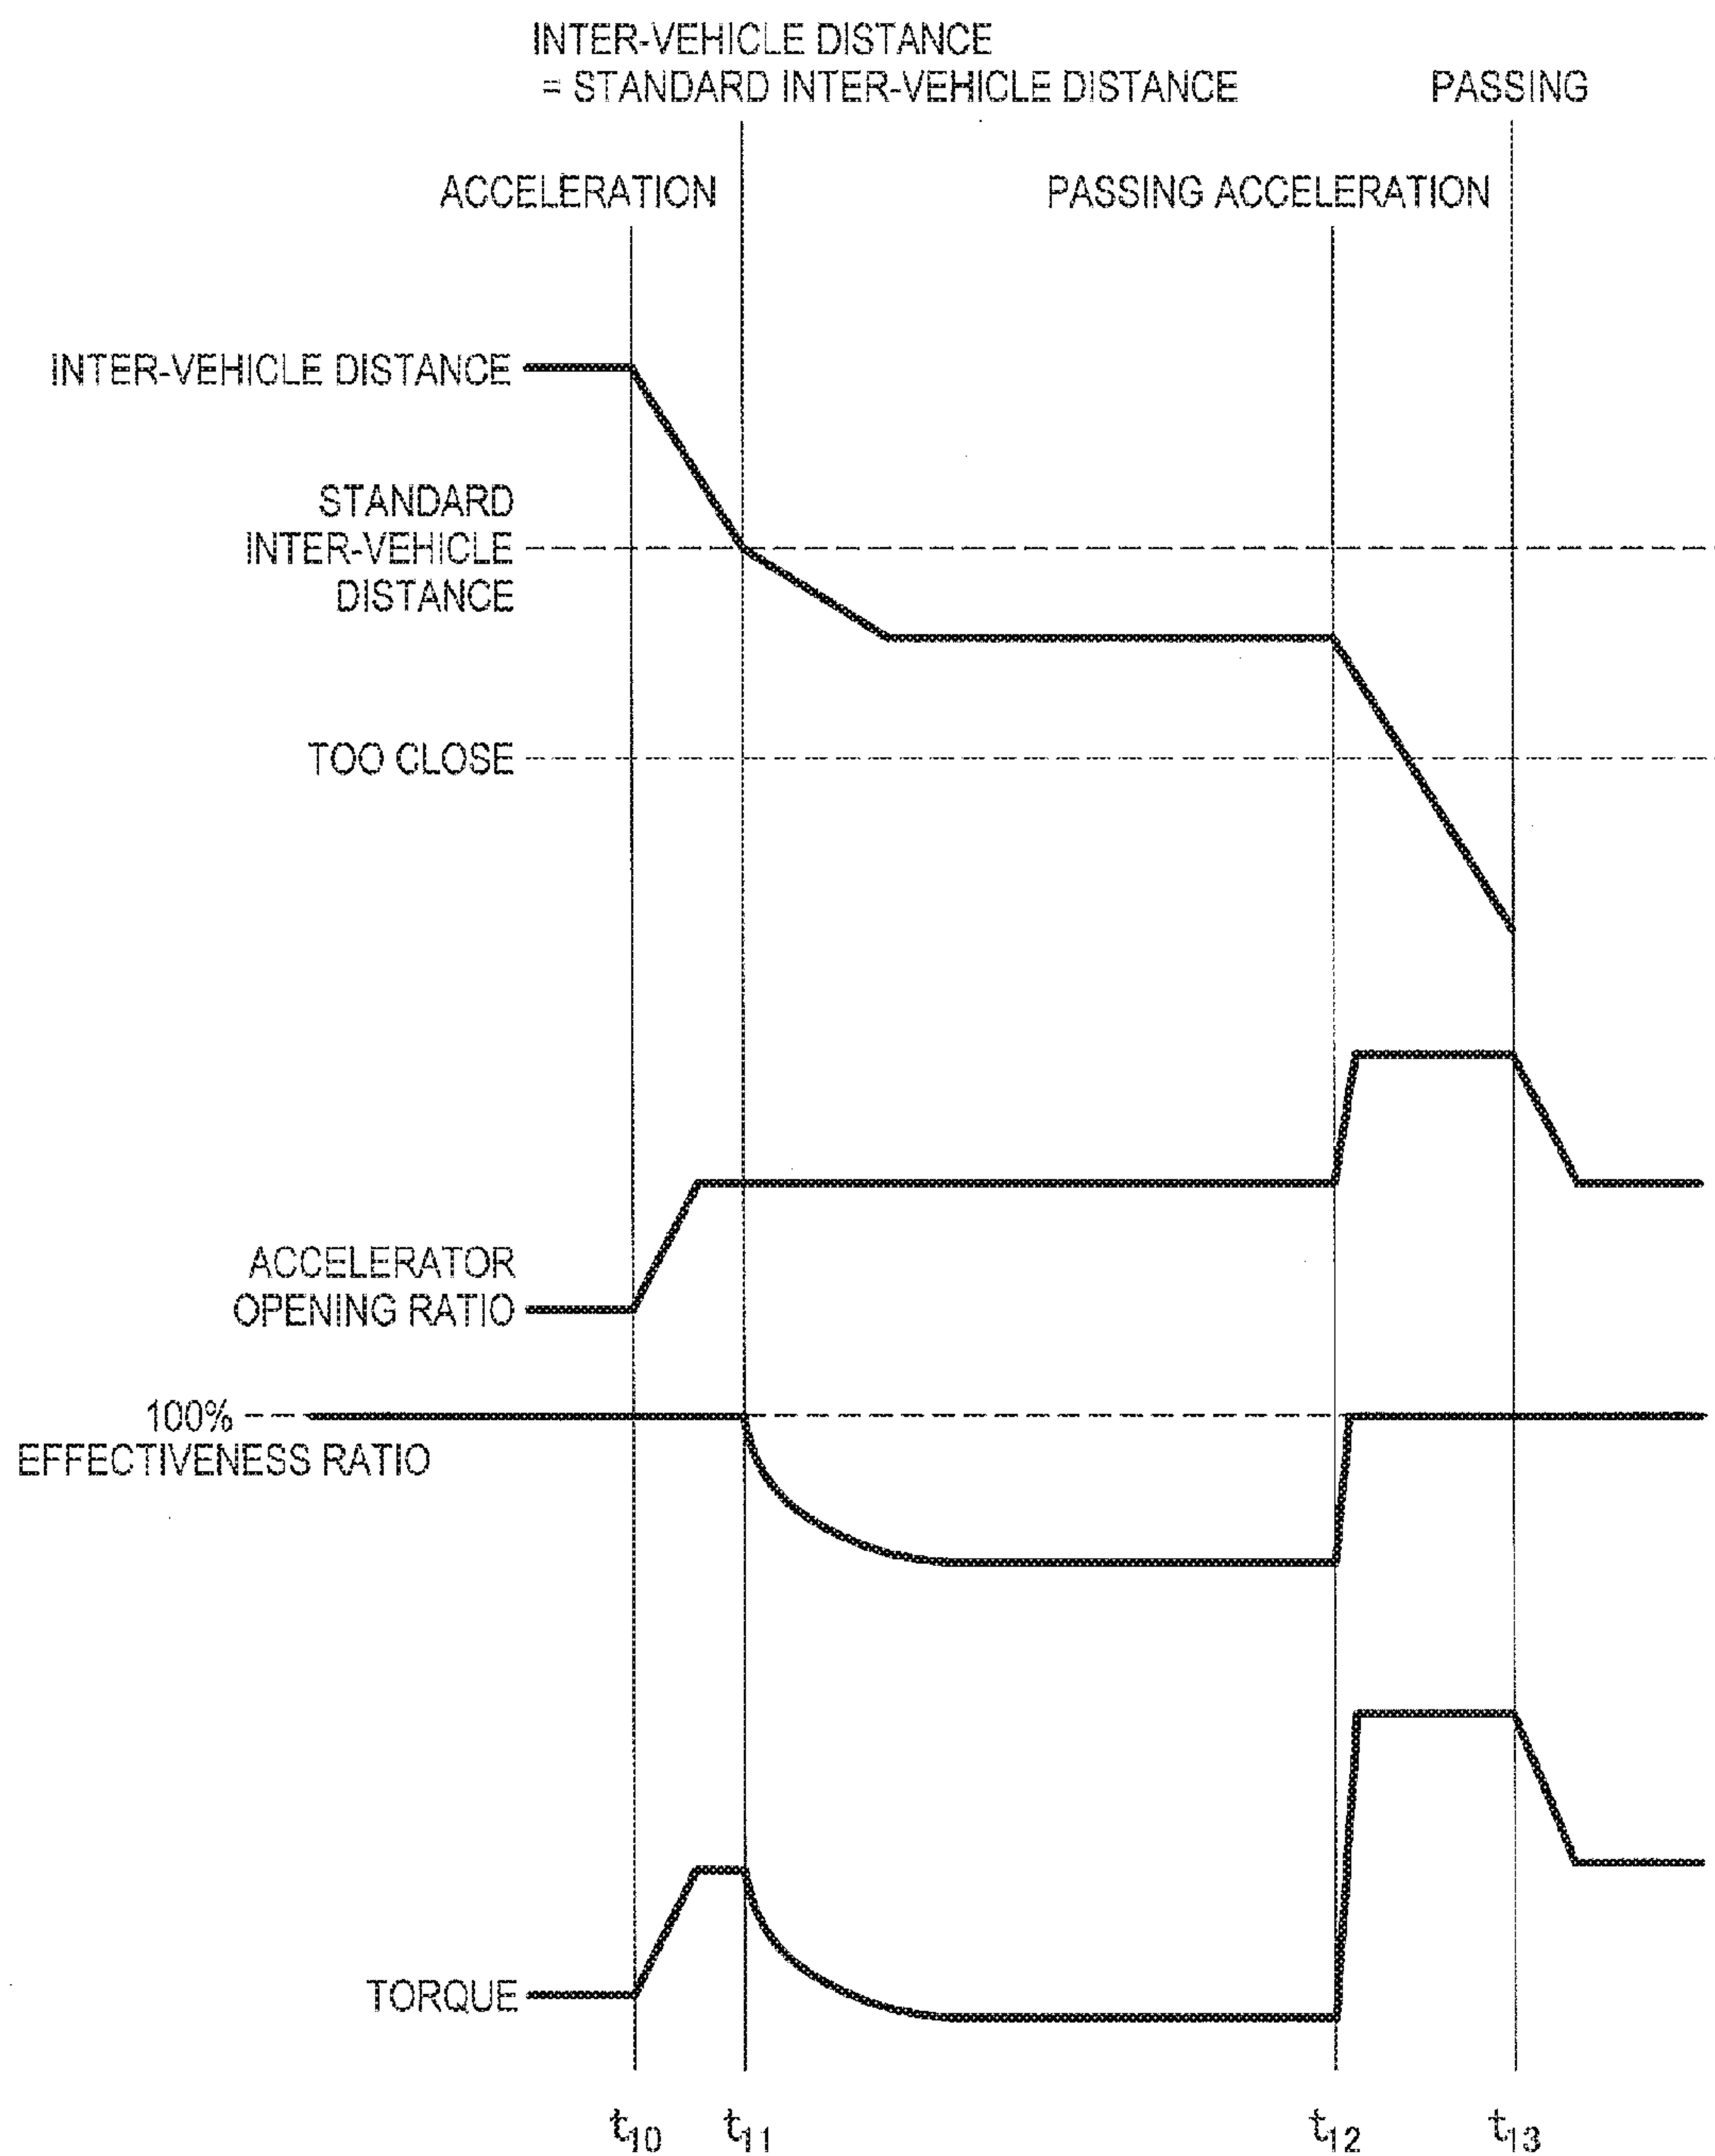 INTER-VEHICLE DISTANCE
= STANDARD INTER-VEHICLE DISTANCE
PASSING
ACCELERATION
PASSING ACCELERATION
INTER-VEHICLE DISTANCE
STANDARD
INTER-VEHICLE
DISTANCE
TOO CLOSE
ACCELERATOR
OPENING RATIO
100%
EFFECTIVENESS RATIO
TORQUE
t10 t11 t12 t13